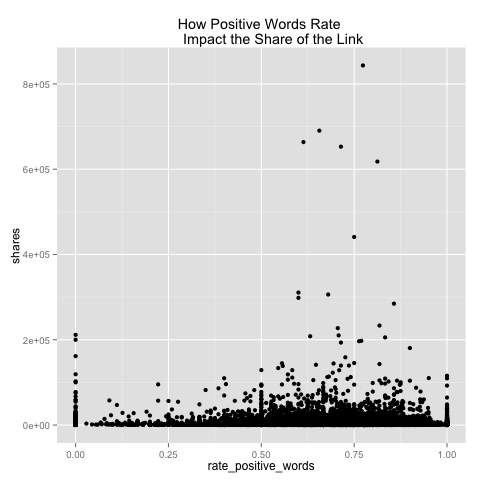 How Positive Words Rate
Impact the Share of the Link
8e+05
6e+05
4e+05
2e+05
0e+00
shares
0.00 0.25 0.50 0.75 1.00
rate_positive_words